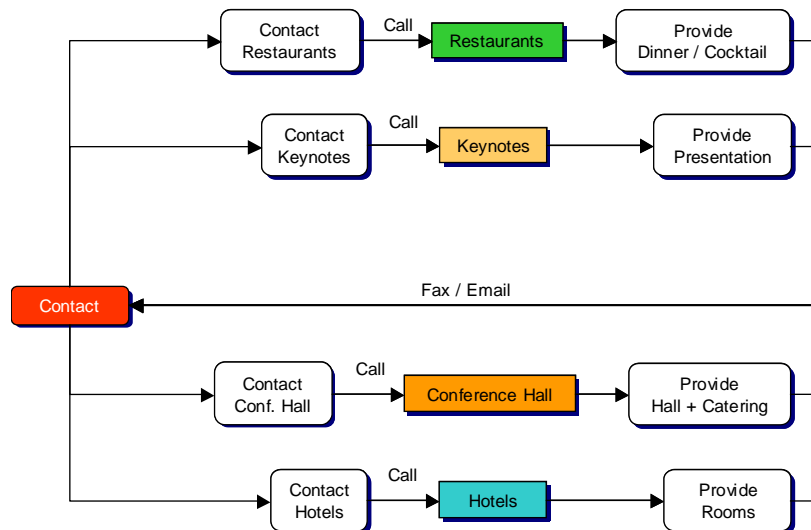 Contact
Restaurants
Call
Restaurants
Provide
Dinner / Cocktail
Contact
Keynotes
Call
Keynotes
Provide
Presentation
Contact
Fax / Email
Contact
Conf. Hall
Call
Conference Hall
Provide
Hall + Catering
Contact
Hotels
Call
Hotels
Provide
Rooms